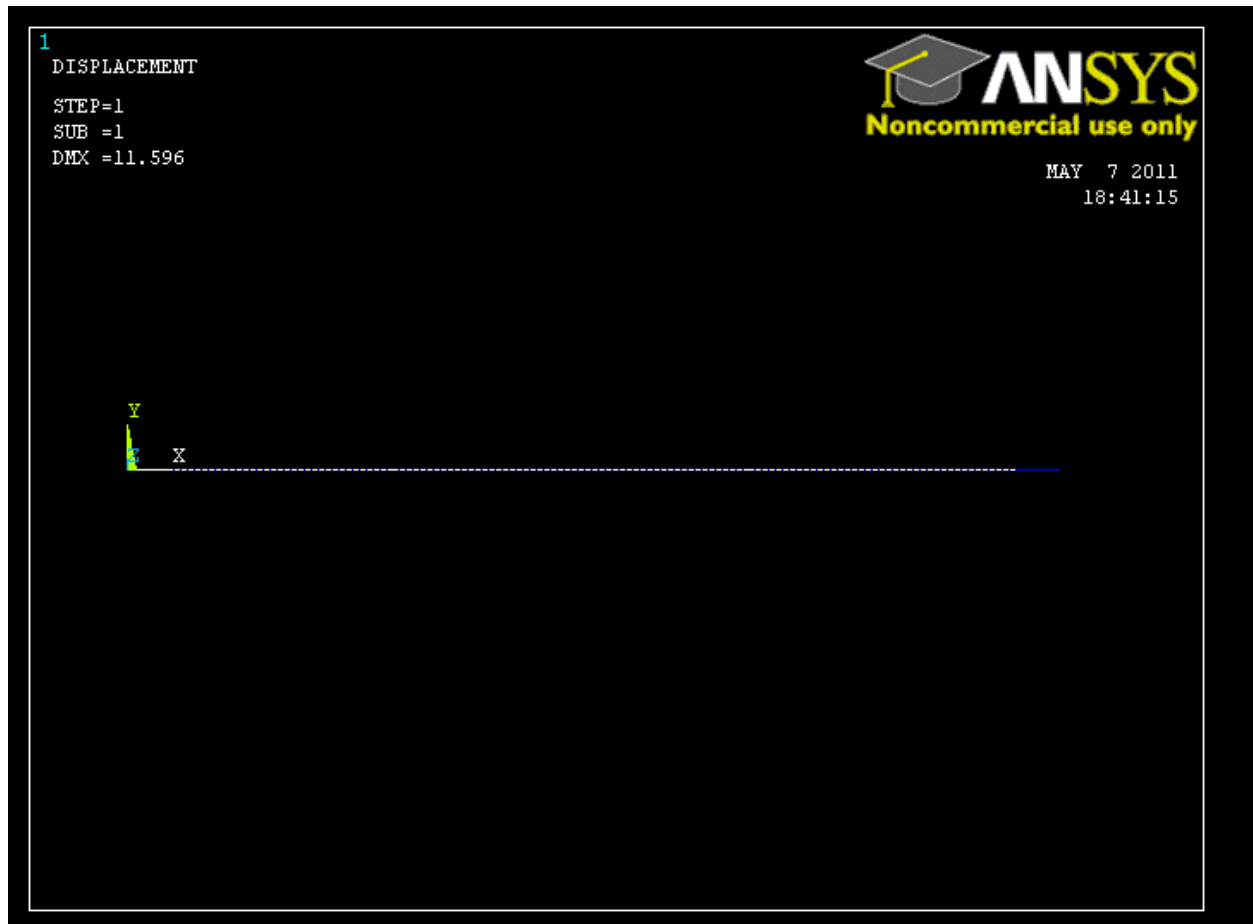 1
DISPLACEMENT
STEP=1
SUB =1
DMX =11.596
ANSYS
Noncommercial use only
MAY  7 2011
18:41:15
Y
Z
X